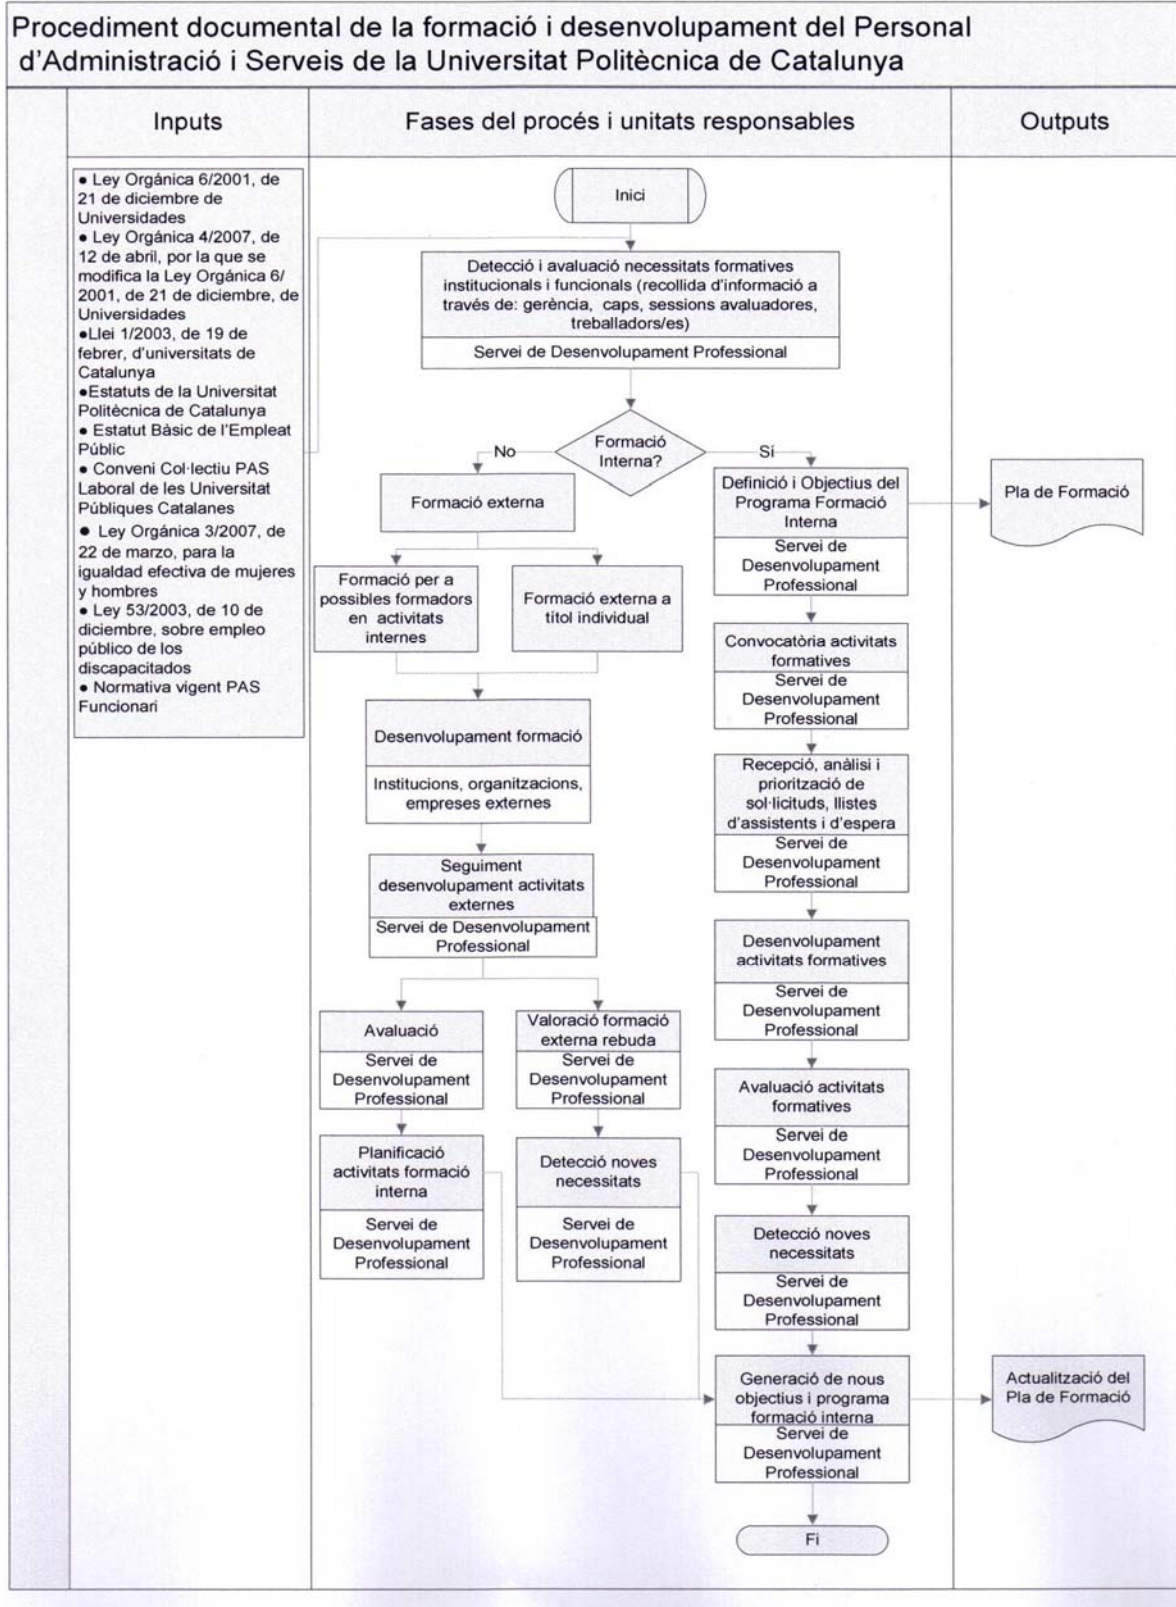 Procediment documental de la formació i desenvolupament del Personal
d'Administració i Serveis de la Universitat Politècnica de Catalunya
Inputs
Fases del procés i unitats responsables
Outputs
● Ley Orgánica 6/2001, de
21 de diciembre de
Universidades
● Ley Orgánica 4/2007, de
12 de abril, por la que se
modifica la Ley Orgánica 6/
2001, de 21 de diciembre, de
Universidades
●Llei 1/2003, de 19 de
febrer, d'universitats de
Catalunya
●Estatuts de la Universitat
Politècnica de Catalunya
● Estatut Bàsic de l'Empleat
Públic
● Conveni Col·lectiu PAS
Laboral de les Universitat
Públiques Catalanes
● Ley Orgánica 3/2007, de
22 de marzo, para la
igualdad efectiva de mujeres
y hombres
● Ley 53/2003, de 10 de
diciembre, sobre empleo
público de los
discapacitados
● Normativa vigent PAS
Funcionari
Inici
Detecció i avaluació necessitats formatives
institucionals i funcionals (recollida d'informació a
través de: gerència, caps, sessions avaluadores,
treballadors/es)
Servei de Desenvolupament Professional
Formació
Interna?
No
Sí
Formació externa
Formació per a
possibles formadors
en activitats
internes
Formació externa a
títol individual
Desenvolupament formació
Institucions, organitzacions,
empreses externes
Seguiment
desenvolupament activitats
externes
Servei de Desenvolupament
Professional
Avaluació
Servei de
Desenvolupament
Professional
Valoració formació
externa rebuda
Servei de
Desenvolupament
Professional
Planificació
activitats formació
interna
Servei de
Desenvolupament
Professional
Detecció noves
necessitats
Servei de
Desenvolupament
Professional
Definició i Objectius del
Programa Formació
Interna
Servei de
Desenvolupament
Professional
Convocatòria activitats
formatives
Servei de
Desenvolupament
Professional
Recepció, anàlisi i
priorització de
sol·licituds, llistes
d'assistents i d'espera
Servei de
Desenvolupament
Professional
Desenvolupament
activitats formatives
Servei de
Desenvolupament
Professional
Avaluació activitats
formatives
Servei de
Desenvolupament
Professional
Detecció noves
necessitats
Servei de
Desenvolupament
Professional
Generació de nous
objectius i programa
formació interna
Servei de
Desenvolupament
Professional
Fi
Pla de Formació
Actualització del
Pla de Formació